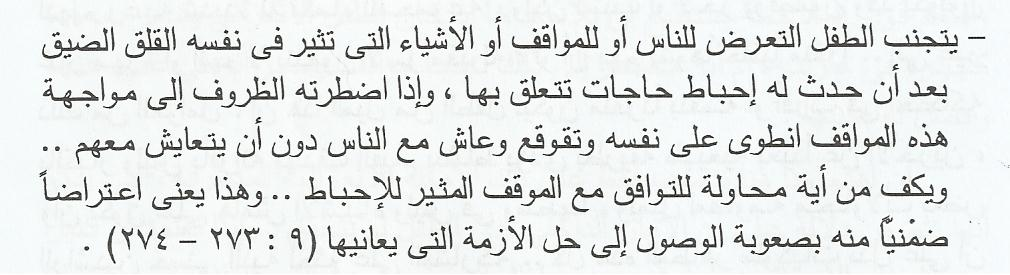 – يتجنب الطفل التعرض للناس أو للمواقف أو الأشياء التى تثير فى نفسه القلق الضيق
بعد أن حدث له إحباط حاجات تتعلق بها ، وإذا اضطرته الظروف إلى مواجهة
هذه المواقف انطوى على نفسه وتقوقع وعاش مع الناس دون أن يتعايش معهم ..
ويكف من أية محاولة للتوافق مع الموقف المثير للإحباط .. وهذا يعنى اعتراضاً
ضمْنيَّا منه بصعوبة الوصول إلى حل الأزمة التى يعانيها (٩ : ٢٧٣ – ٢٧٤) .